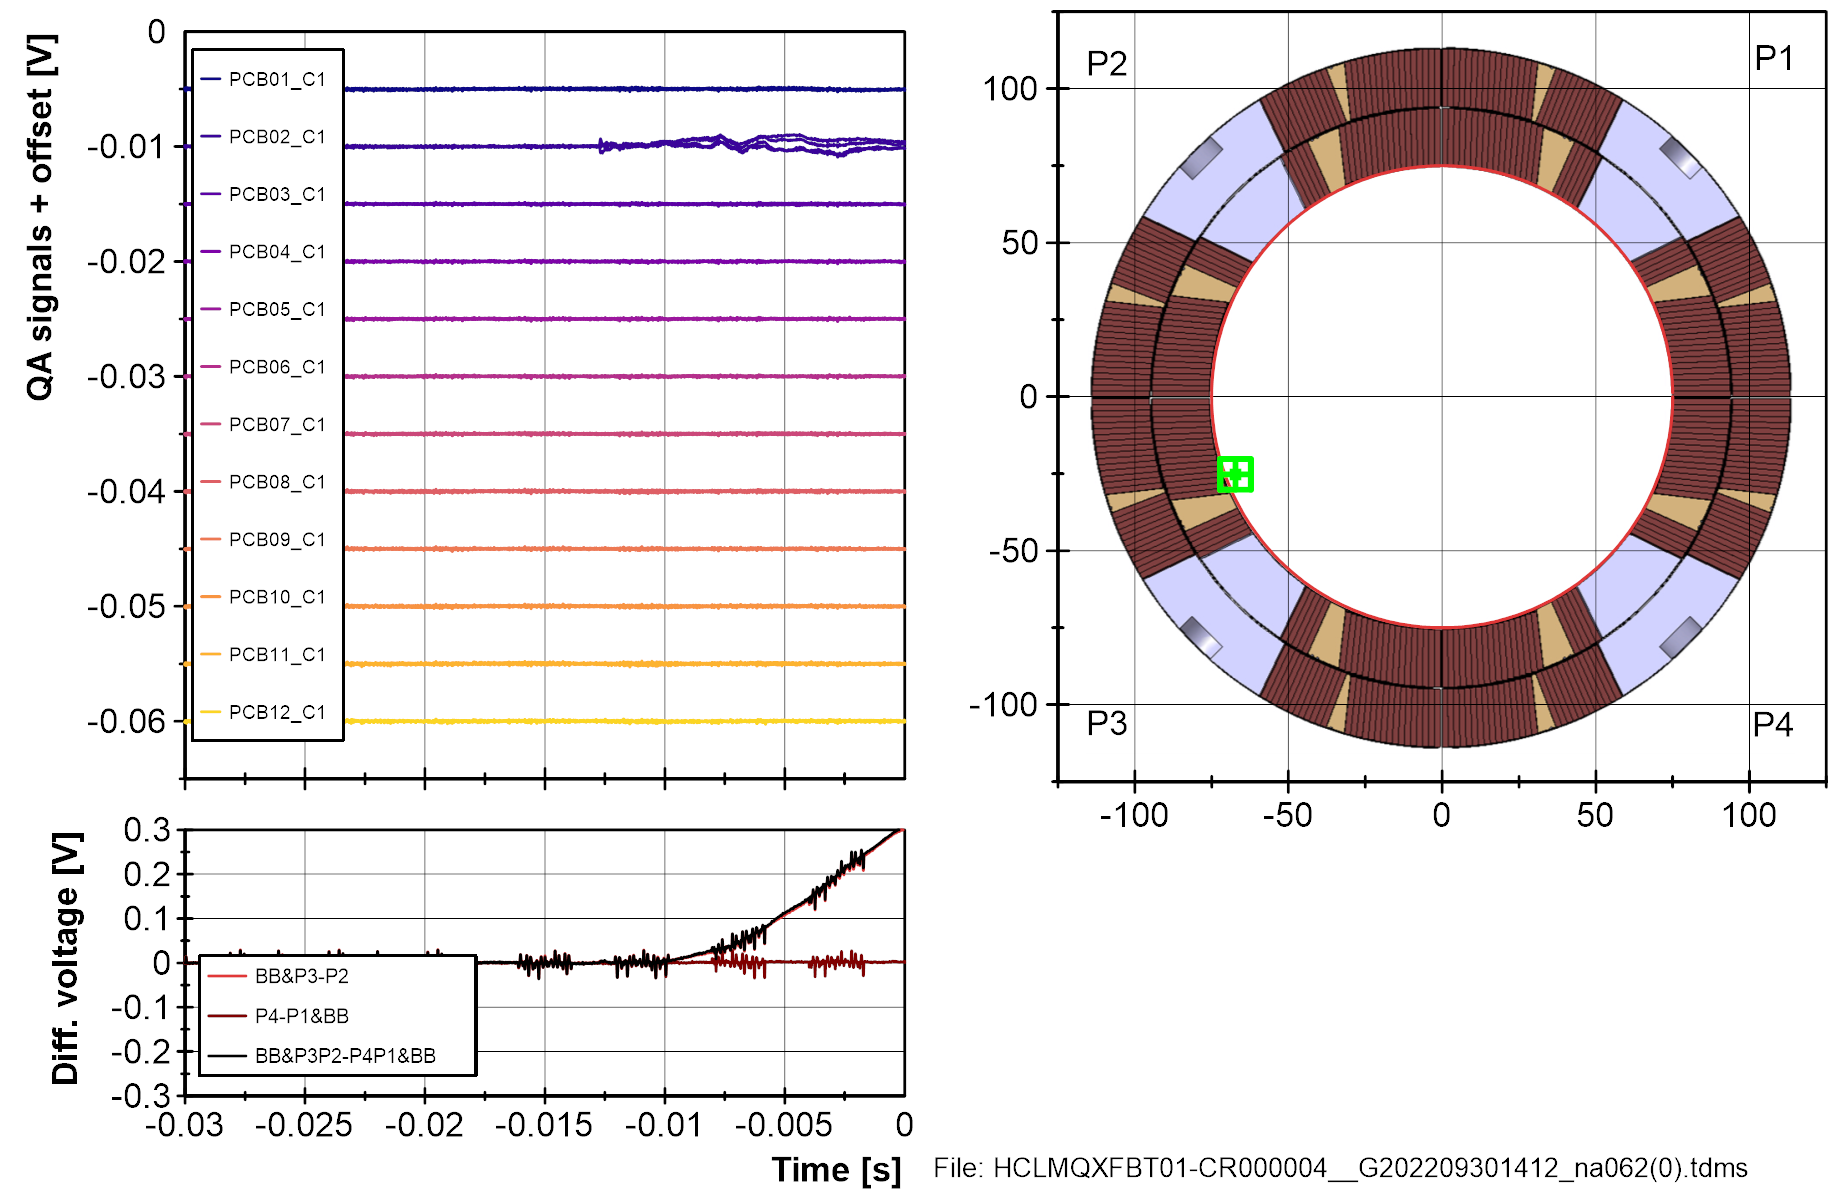 QA signals + offset [V]
0
-0.01
-0.02
-0.03
-0.04
-0.05
-0.06
PCB01_C1
PCB02_C1
PCB03_C1
PCB04_C1
PCB05_C1
PCB06_C1
PCB07_C1
PCB08_C1
PCB09_C1
PCB10_C1
PCB11_C1
PCB12_C1
P2
P1
P3
P4
100
50
0
-50
-100
-100
-50
0
50
100
Diff. voltage [V]
0.3
0.2
0.1
0
-0.1
-0.2
-0.3
BB&P3-P2
P4-P1&BB
BB&P3P2-P4P1&BB
-0.03
-0.025
-0.02
-0.015
-0.01
-0.005
0
Time [s]
File: HCLMQXFBT01-CR000004__G202209301412_na062(0).tdms